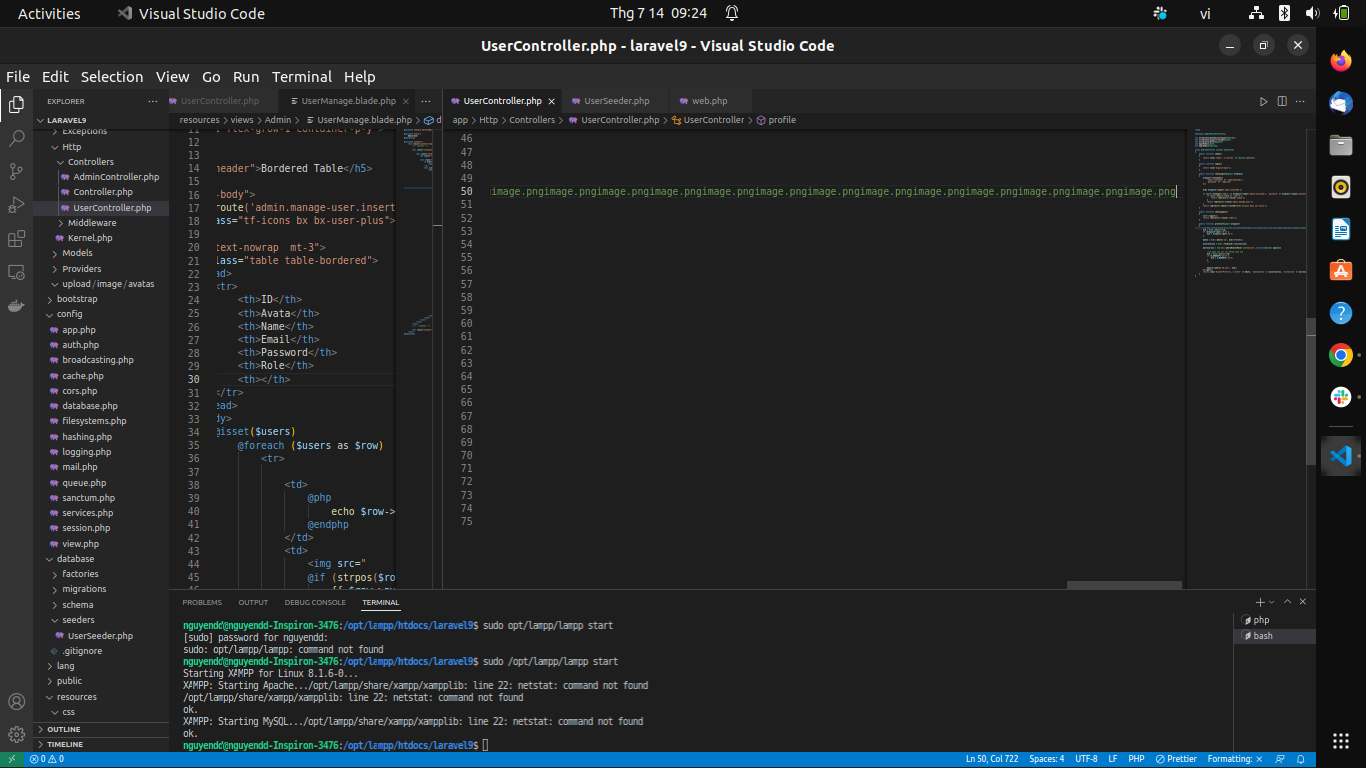 Activities
Visual Studio Code
Thg 7 14 09:24
vi
UserController.php - laravel9 - Visual Studio Code
File Edit Selection View Go Run Terminal Help
EXPLORER
LARAVEL9
Exceptions
Http
Controllers
AdminController.php
Controller.php
UserController.php
Middleware
Kernel.php
Models
Providers
upload / image / avatas
bootstrap
config
app.php
auth.php
broadcasting.php
cache.php
cors.php
database.php
filesystems.php
hashing.php
logging.php
mail.php
queue.php
sanctum.php
services.php
session.php
view.php
database
factories
migrations
schema
seeders
UserSeeder.php
.gitignore
lang
public
resources
css
OUTLINE
TIMELINE
UserController.php
UserManage.blade.php
resources > views > Admin > UserManage.blade.php >
12
13
14 header">Bordered Table</h5>
15
16 -body">
17 route('admin.manage-user.insert
18 ass="tf-icons bx bx-user-plus">
19
20 text-nowrap mt-3">
21 lass="table table-bordered">
22 ad>
23 <tr>
24 <th>ID</th>
25 <th>Avata</th>
26 <th>Name</th>
27 <th>Email</th>
28 <th>Password</th>
29 <th>Role</th>
30 <th></th>
31 </tr>
32 ead>
33 dy>
34 @isset($users)
35 @foreach ($users as $row)
36 <tr>
37
38 <td>
39 @php
40 echo $row->
41 @endphp
42 </td>
43 <td>
44 <img src="
45 @if (strpos($ro
UserController.php
UserSeeder.php
web.php
app > Http > Controllers > UserController.php > UserController > profile
46
47
48
49
50 image.pngimage.pngimage.pngimage.pngimage.pngimage.pngimage.pngimage.pngimage.pngimage.pngimage.pngimage.pngimage.png
51
52
53
54
55
56
57
58
59
60
61
62
63
64
65
66
67
68
69
70
71
72
73
74
75
PROBLEMS OUTPUT DEBUG CONSOLE TERMINAL
nguyendd@nguyendd-Inspiron-3476:/opt/lampp/htdocs/laravel9$ sudo opt/lampp/lampp start
[sudo] password for nguyendd:
sudo: opt/lampp/lampp: command not found
nguyendd@nguyendd-Inspiron-3476:/opt/lampp/htdocs/laravel9$ sudo /opt/lampp/lampp start
Starting XAMPP for Linux 8.1.6-0...
XAMPP: Starting Apache.../opt/lampp/share/xampp/xampplib: line 22: netstat: command not found
/opt/lampp/share/xampp/xampplib: line 22: netstat: command not found
ok.
XAMPP: Starting MySQL.../opt/lampp/share/xampp/xampplib: line 22: netstat: command not found
ok.
nguyendd@nguyendd-Inspiron-3476:/opt/lampp/htdocs/laravel9$
php
bash
0 0
Ln 50, Col 722 Spaces: 4 UTF-8 LF PHP Prettier Formatting: ×